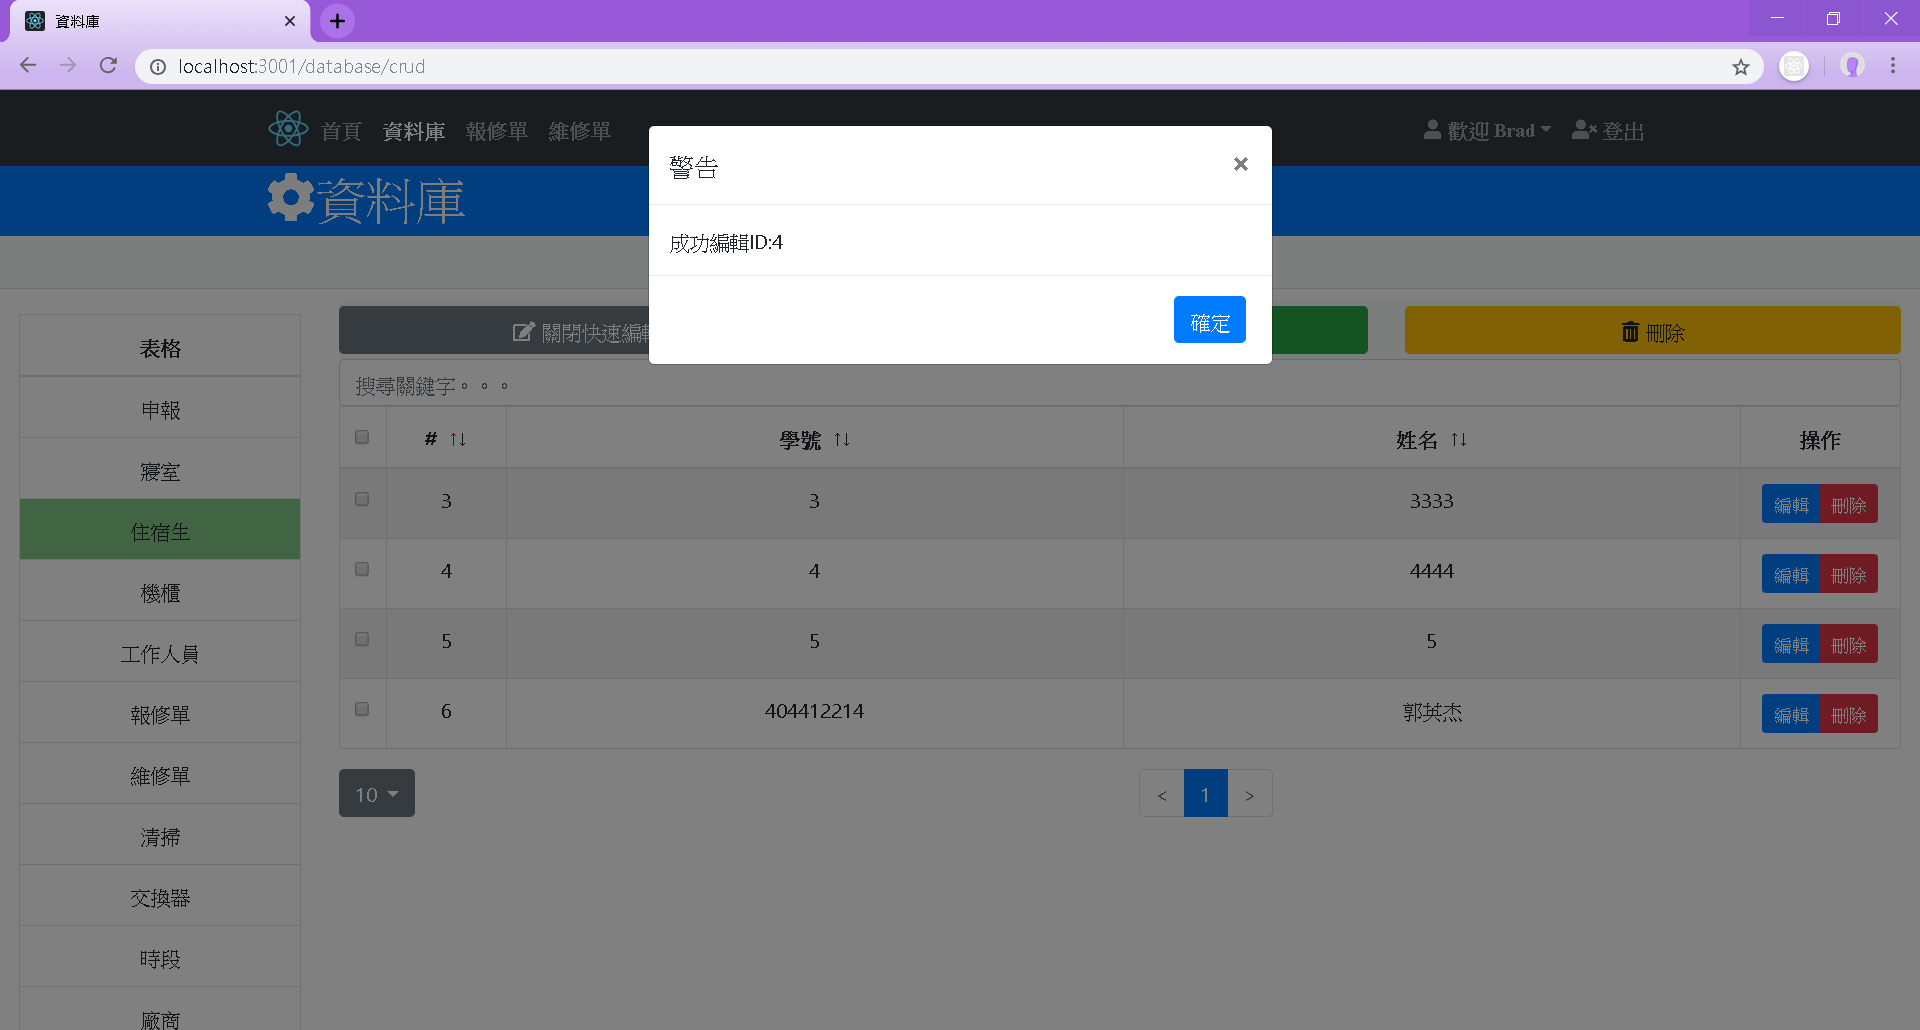 資料庫
localhost:3001/database/crud
首頁 資料庫 報修單 維修單
歡迎 Brad
登出
資料庫
警告
×
成功編輯ID:4
確定
表格
申報
寢室
住宿生
機櫃
工作人員
報修單
維修單
清掃
交換器
時段
廠商
關閉快速編輯
刪除
搜尋關鍵字。。。
# ↑↓ 學號 ↑↓ 姓名 ↑↓ 操作
3 3 3333 編輯 刪除
4 4 4444 編輯 刪除
5 5 5 編輯 刪除
6 404412214 郭英杰 編輯 刪除
10
< 1 >